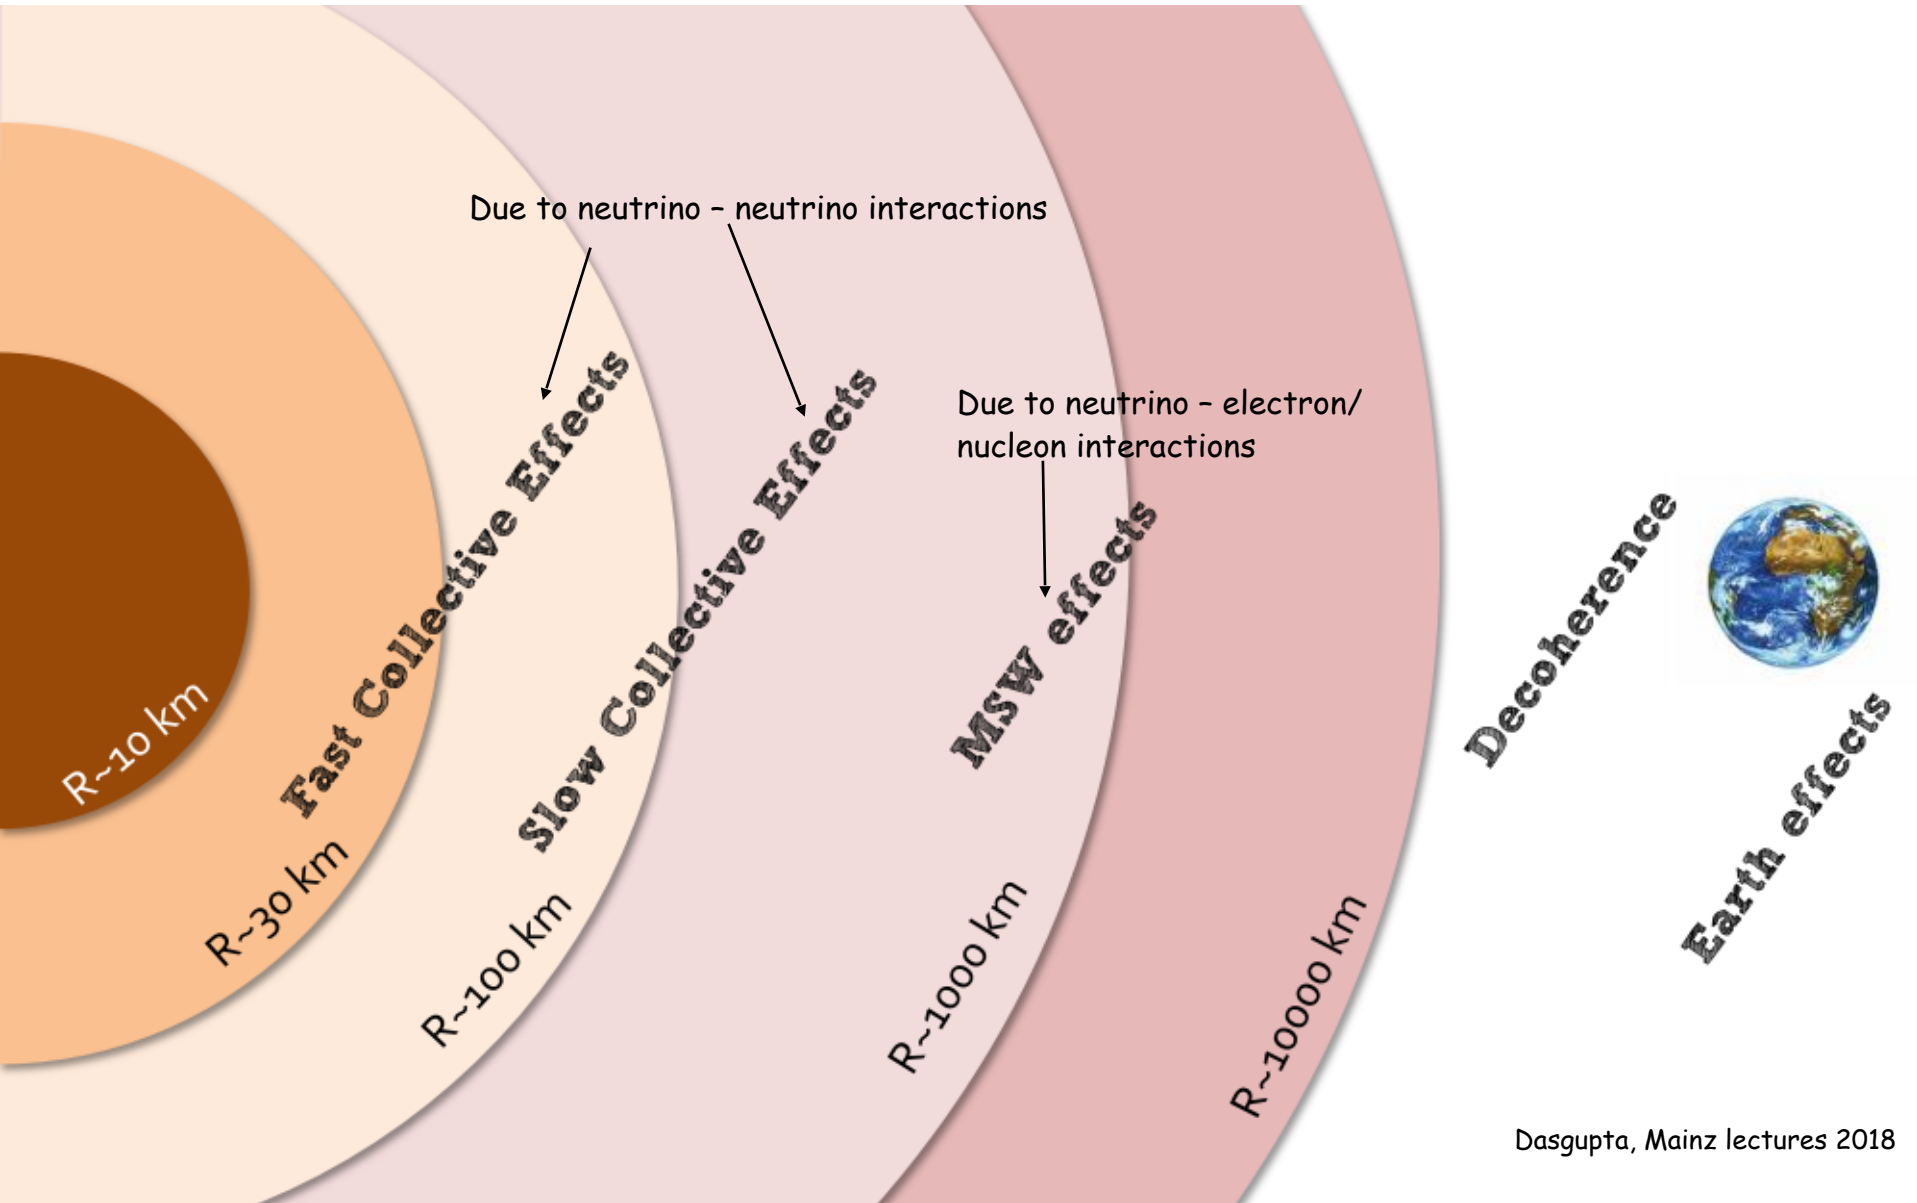 Due to neutrino – neutrino interactions
Due to neutrino – electron/
nucleon interactions
Fast Collective Effects
Slow Collective Effects
MSW effects
Decoherence
Earth effects
R~10 km
R~30 km
R~100 km
R~1000 km
R~10000 km
Dasgupta, Mainz lectures 2018